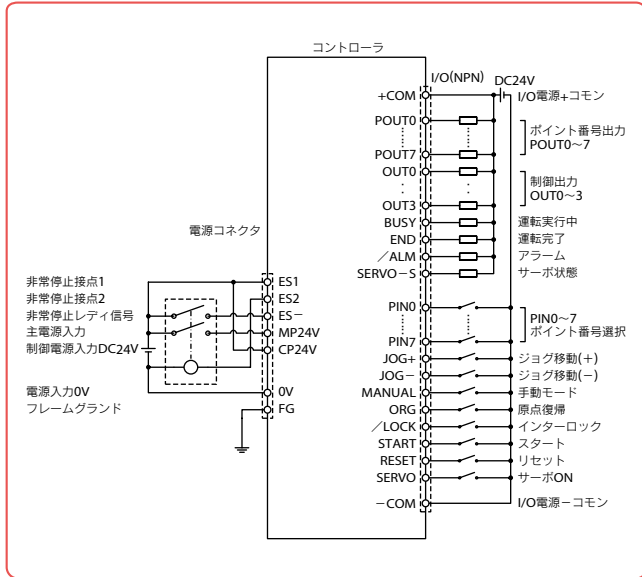 コントローラ
I/O(NPN)
DC24V
+COM
I/O電源+コモン
POUT0
POUT7
ポイント番号出力
POUT0~7
OUT0
OUT3
制御出力
OUT0~3
BUSY
運転実行中
END
運転完了
/ALM
アラーム
SERVO-S
サーボ状態
電源コネクタ
非常停止接点1
ES1
非常停止接点2
ES2
非常停止レディ信号
ES-
主電源入力
MP24V
制御電源入力DC24V
CP24V
電源入力0V
0V
フレームグランド
FG
PIN0
PIN7
PIN0~7
ポイント番号選択
JOG+
ジョグ移動(+)
JOG-
ジョグ移動(-)
MANUAL
手動モード
ORG
原点復帰
/LOCK
インターロック
START
スタート
RESET
リセット
SERVO
サーボON
-COM
I/O電源-コモン